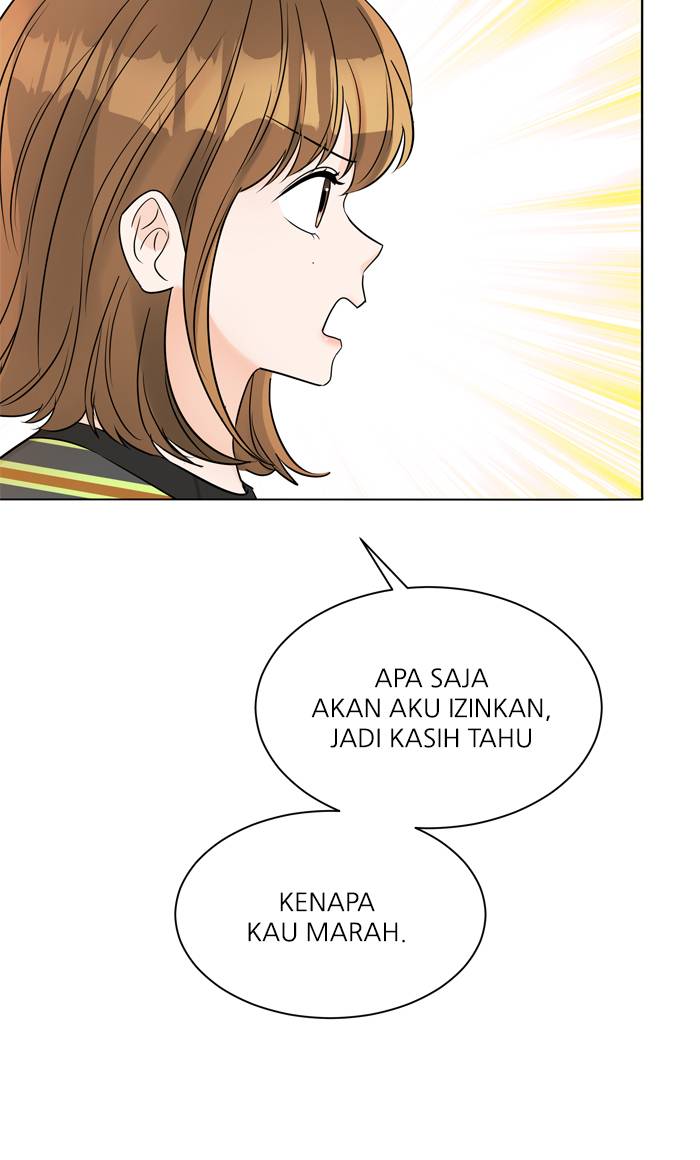 APA SAJA
AKAN AKU IZINKAN,
JADI KASIH TAHU
KENAPA
KAU MARAH.